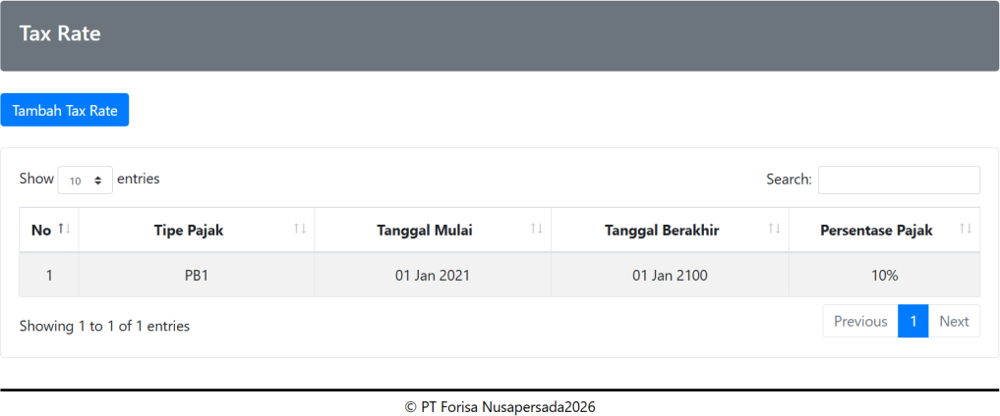 Tax Rate
Tambah Tax Rate
Show 10 entries Search:
No Tipe Pajak Tanggal Mulai Tanggal Berakhir Persentase Pajak
1 PB1 01 Jan 2021 01 Jan 2100 10%
Showing 1 to 1 of 1 entries Previous 1 Next
© PT Forisa Nusapersada2026